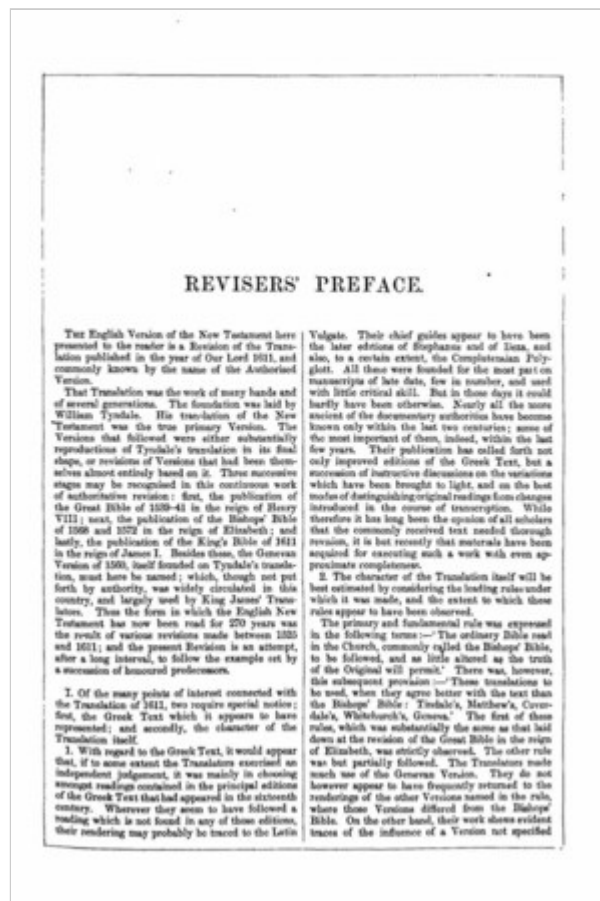 REVISERS' PREFACE.
THE English Version of the New Testament here
presented to the reader is a Revision of the Trans-
lation published in the year of Our Lord 1611, and
commonly known by the name of the Authorised
Version.
That Translation was the work of many hands and
of several generations. The foundation was laid by
William Tyndale. His translation of the New
Testament was the true primary Version. The
Versions that followed were either substantially
reproductions of Tyndale's translation in its final
shape, or revisions of Versions that had been them-
selves almost entirely based on it. Three successive
stages may be recognised in this continuous work
of authoritative revision: first, the publication of
the Great Bible of 1539-41 in the reign of Henry
VIII; next, the publication of the Bishops' Bible
of 1568 and 1572 in the reign of Elizabeth; and
lastly, the publication of the King's Bible of 1611
in the reign of James I. Besides these, the Genevan
Version of 1560, itself founded on Tyndale's transla-
tion, must here be named; which, though not put
forth by authority, was widely circulated in this
country, and largely used by King James' Trans-
lators. Thus the form in which the English New
Testament has now been read for 270 years was
the result of various revisions made between 1525
and 1611; and the present Revision is an attempt,
after a long interval, to follow the example set by
a succession of honoured predecessors.
I. Of the many points of interest connected with
the Translation of 1611, two require special notice;
first, the Greek Text which it appears to have
represented; and secondly, the character of the
Translation itself.
1. With regard to the Greek Text, it would appear
that, if to some extent the Translators exercised an
independent judgement, it was mainly in choosing
amongst readings contained in the principal editions
of the Greek Text that had appeared in the sixteenth
century. Wherever they seem to have followed a
reading which is not found in any of those editions,
their rendering may probably be traced to the Latin
Vulgate. Their chief guides appear to have been
the later editions of Stephanus and of Beza, and
also, to a certain extent, the Complutensian Poly-
glott. All these were founded for the most part on
manuscripts of late date, few in number, and used
with little critical skill. But in those days it could
hardly have been otherwise. Nearly all the more
ancient of the documentary authorities have become
known only within the last two centuries; some of
the most important of them, indeed, within the last
few years. Their publication has called forth not
only improved editions of the Greek Text, but a
succession of instructive discussions on the variations
which have been brought to light, and on the best
modes of distinguishing original readings from changes
introduced in the course of transcription. While
therefore it has long been the opinion of all scholars
that the commonly received text needed thorough
revision, it is but recently that materials have been
acquired for executing such a work with even ap-
proximate completeness.
2. The character of the Translation itself will be
best estimated by considering the leading rules under
which it was made, and the extent to which these
rules appear to have been observed.
The primary and fundamental rule was expressed
in the following terms:—'The ordinary Bible read
in the Church, commonly called the Bishops' Bible,
to be followed, and as little altered as the truth
of the Original will permit.' There was, however,
this subsequent provision:—'These translations to
be used, when they agree better with the text than
the Bishops' Bible: Tindale's, Matthew's, Cover-
dale's, Whitchurch's, Geneva.' The first of these
rules, which was substantially the same as that laid
down at the revision of the Great Bible in the reign
of Elizabeth, was strictly observed. The other rule
was but partially followed. The Translators made
much use of the Genevan Version. They do not
however appear to have frequently returned to the
renderings of the other Versions named in the rule,
where those Versions differed from the Bishops'
Bible. On the other hand, their work shews evident
traces of the influence of a Version not specified